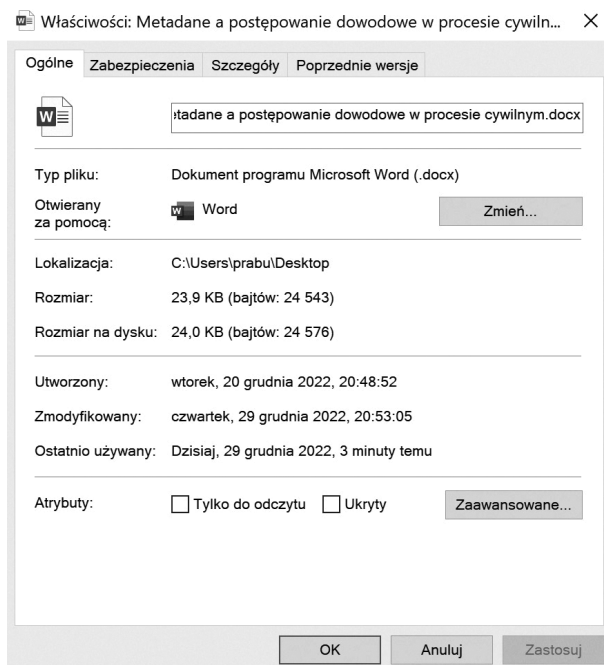 Właściwości: Metadane a postępowanie dowodowe w procesie cywiln...
Ogólne Zabezpieczenia Szczegóły Poprzednie wersje
etadane a postępowanie dowodowe w procesie cywilnym.docx
Typ pliku: Dokument programu Microsoft Word (.docx)
Otwierany za pomocą: Word Zmień...
Lokalizacja: C:\Users\prabu\Desktop
Rozmiar: 23,9 KB (bajtów: 24 543)
Rozmiar na dysku: 24,0 KB (bajtów: 24 576)
Utworzony: wtorek, 20 grudnia 2022, 20:48:52
Zmodyfikowany: czwartek, 29 grudnia 2022, 20:53:05
Ostatnio używany: Dzisiaj, 29 grudnia 2022, 3 minuty temu
Atrybuty: Tylko do odczytu Ukryty Zaawansowane...
OK Anuluj Zastosuj